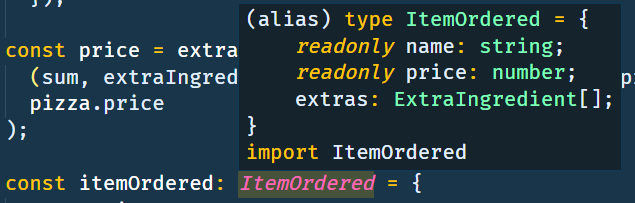 });
(alias) type ItemOrdered = {
readonly name: string;
readonly price: number;
extras: ExtraIngredient[];
}
import ItemOrdered
const price = extra
(sum, extraIngred
pizza.price
);
const itemOrdered: ItemOrdered = {